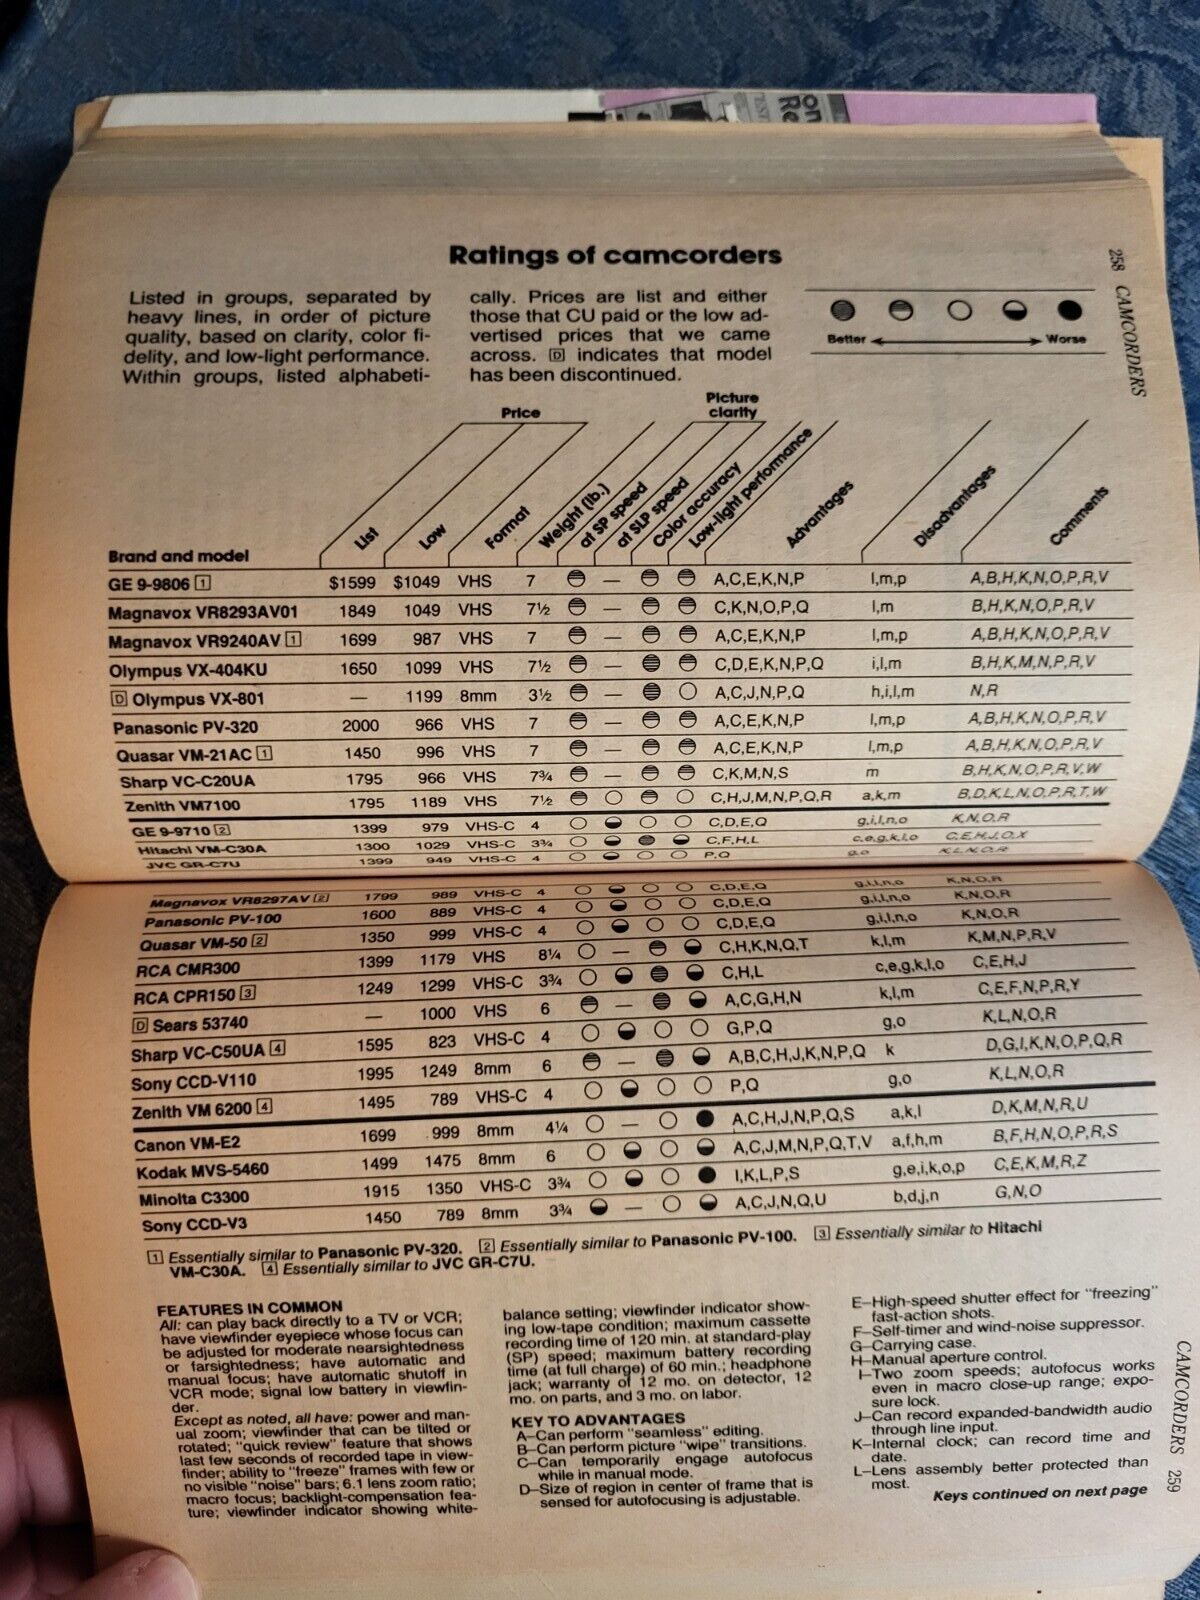 on
Re
258 CAMCORDERS
Ratings of camcorders
Listed in groups, separated by
heavy lines, in order of picture
quality, based on clarity, color fi-
delity, and low-light performance.
Within groups, listed alphabeti-
cally. Prices are list and either
those that CU paid or the low ad-
vertised prices that we came
across. D indicates that model
has been discontinued.
Better Worse
Price
Picture
clarity
Brand and model List Low Format Weight (lb.) at SP speed at SLP speed Color accuracy Low-light performance Advantages Disadvantages Comments
GE 9-9806 1 $1599 $1049 VHS 7 — A,C,E,K,N,P l,m,p A,B,H,K,N,O,P,R,V
Magnavox VR8293AV01 1849 1049 VHS 7½ — C,K,N,O,P,Q l,m B,H,K,N,O,P,R,V
Magnavox VR9240AV 1 1699 987 VHS 7 — A,C,E,K,N,P l,m,p A,B,H,K,N,O,P,R,V
Olympus VX-404KU 1650 1099 VHS 7½ — C,D,E,K,N,P,Q i,l,m B,H,K,M,N,P,R,V
D Olympus VX-801 — 1199 8mm 3½ — A,C,J,N,P,Q h,i,l,m N,R
Panasonic PV-320 2000 966 VHS 7 — A,C,E,K,N,P l,m,p A,B,H,K,N,O,P,R,V
Quasar VM-21AC 1 1450 996 VHS 7 — A,C,E,K,N,P l,m,p A,B,H,K,N,O,P,R,V
Sharp VC-C20UA 1795 966 VHS 7¾ — C,K,M,N,S m B,H,K,N,O,P,R,V,W
Zenith VM7100 1795 1189 VHS 7½ C,H,J,M,N,P,Q,R a,k,m B,D,K,L,N,O,P,R,T,W
GE 9-9710 2 1399 979 VHS-C 4 C,D,E,Q g,i,l,n,o K,N,O,R
Hitachi VM-C30A 1300 1029 VHS-C 3¾ C,F,H,L c,e,g,k,l,o C,E,H,J,O,X
JVC GR-C7U 1399 949 VHS-C 4 P,Q g,o K,L,N,O,R
Magnavox VR8297AV 2 1799 989 VHS-C 4 C,D,E,Q g,i,l,n,o K,N,O,R
Panasonic PV-100 1600 889 VHS-C 4 C,D,E,Q g,i,l,n,o K,N,O,R
Quasar VM-50 2 1350 999 VHS-C 4 C,D,E,Q g,i,l,n,o K,N,O,R
RCA CMR300 1399 1179 VHS 8¼ — C,H,K,N,Q,T k,l,m K,M,N,P,R,V
RCA CPR150 3 1249 1299 VHS-C 3¾ C,H,L c,e,g,k,l,o C,E,H,J
D Sears 53740 — 1000 VHS 6 — A,C,G,H,N k,l,m C,E,F,N,P,R,Y
Sharp VC-C50UA 4 1595 823 VHS-C 4 G,P,Q g,o K,L,N,O,R
Sony CCD-V110 1995 1249 8mm 6 — A,B,C,H,J,K,N,P,Q k D,G,I,K,N,O,P,Q,R
Zenith VM 6200 4 1495 789 VHS-C 4 P,Q g,o K,L,N,O,R
Canon VM-E2 1699 999 8mm 4¼ — A,C,H,J,N,P,Q,S a,k,l D,K,M,N,R,U
Kodak MVS-5460 1499 1475 8mm 6 A,C,J,M,N,P,Q,T,V a,f,h,m B,F,H,N,O,P,R,S
Minolta C3300 1915 1350 VHS-C 3¾ I,K,L,P,S g,e,i,k,o,p C,E,K,M,R,Z
Sony CCD-V3 1450 789 8mm 3¾ — A,C,J,N,Q,U b,d,j,n G,N,O
1 Essentially similar to Panasonic PV-320. 2 Essentially similar to Panasonic PV-100. 3 Essentially similar to Hitachi
VM-C30A. 4 Essentially similar to JVC GR-C7U.
FEATURES IN COMMON
All: can play back directly to a TV or VCR;
have viewfinder eyepiece whose focus can
be adjusted for moderate nearsightedness
or farsightedness; have automatic and
manual focus; have automatic shutoff in
VCR mode; signal low battery in viewfin-
der.
Except as noted, all have: power and man-
ual zoom; viewfinder that can be tilted or
rotated; "quick review" feature that shows
last few seconds of recorded tape in view-
finder; ability to "freeze" frames with few or
no visible "noise" bars; 6.1 lens zoom ratio;
macro focus; backlight-compensation fea-
ture; viewfinder indicator showing white-
balance setting; viewfinder indicator show-
ing low-tape condition; maximum cassette
recording time of 120 min. at standard-play
(SP) speed; maximum battery recording
time (at full charge) of 60 min.; headphone
jack; warranty of 12 mo. on detector, 12
mo. on parts, and 3 mo. on labor.
KEY TO ADVANTAGES
A–Can perform "seamless" editing.
B–Can perform picture "wipe" transitions.
C–Can temporarily engage autofocus
while in manual mode.
D–Size of region in center of frame that is
sensed for autofocusing is adjustable.
E–High-speed shutter effect for "freezing"
fast-action shots.
F–Self-timer and wind-noise suppressor.
G–Carrying case.
H–Manual aperture control.
I–Two zoom speeds; autofocus works
even in macro close-up range; expo-
sure lock.
J–Can record expanded-bandwidth audio
through line input.
K–Internal clock; can record time and
date.
L–Lens assembly better protected than
most.
Keys continued on next page
CAMCORDERS 259